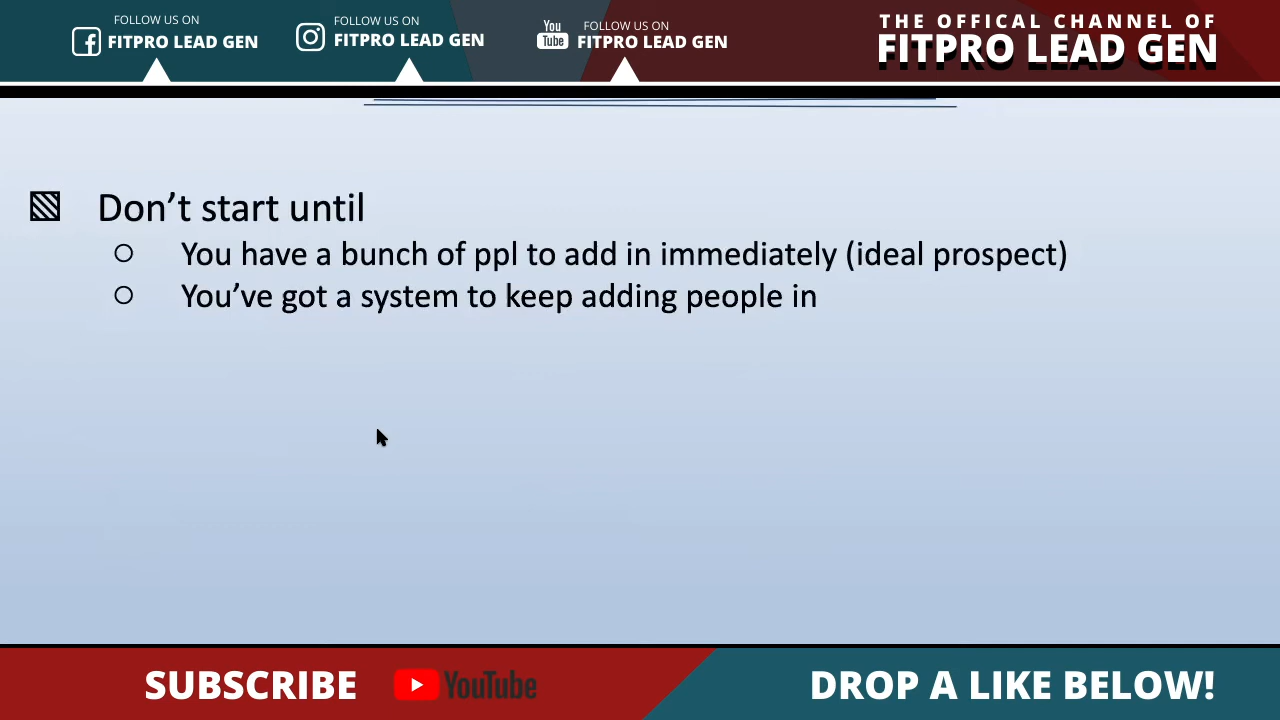 FOLLOW US ON
FITPRO LEAD GEN
FOLLOW US ON
FITPRO LEAD GEN
You
Tube
FOLLOW US ON
FITPRO LEAD GEN
THE OFFICAL CHANNEL OF
FITPRO LEAD GEN
Don't start until
You have a bunch of ppl to add in immediately (ideal prospect)
You've got a system to keep adding people in
SUBSCRIBE
YouTube
DROP A LIKE BELOW!